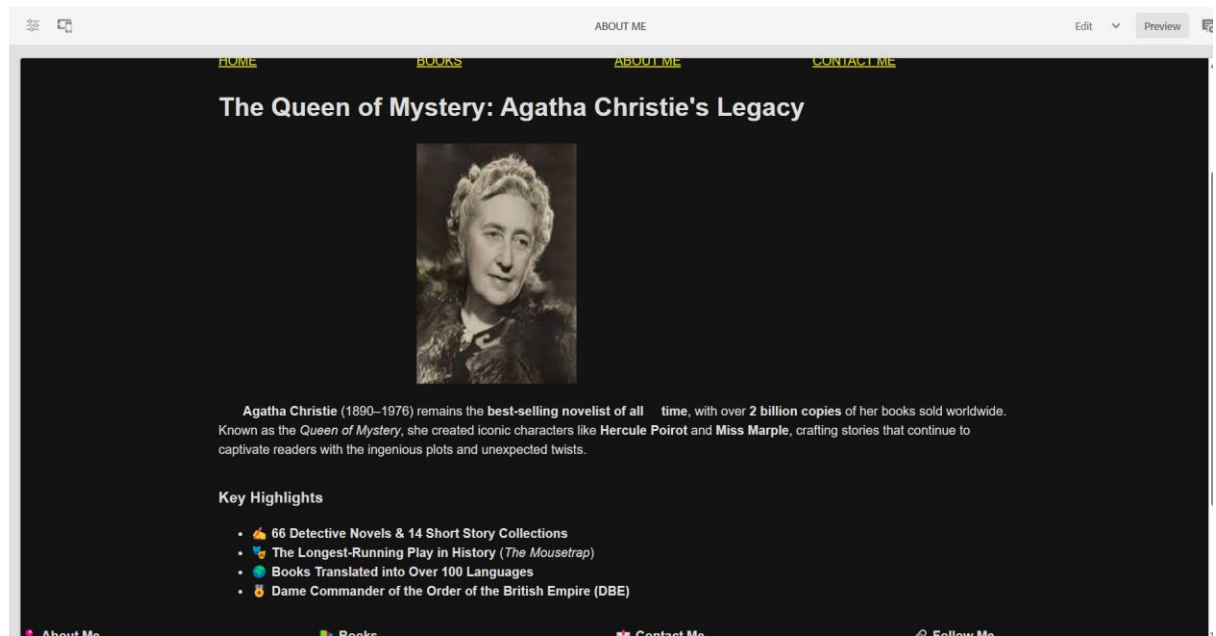 ABOUT ME
Edit
Preview
HOME BOOKS ABOUT ME CONTACT ME
The Queen of Mystery: Agatha Christie's Legacy
Agatha Christie (1890–1976) remains the best-selling novelist of all time, with over 2 billion copies of her books sold worldwide.
Known as the Queen of Mystery, she created iconic characters like Hercule Poirot and Miss Marple, crafting stories that continue to
captivate readers with the ingenious plots and unexpected twists.
Key Highlights
• ✍️ 66 Detective Novels & 14 Short Story Collections
• 🎭 The Longest-Running Play in History (The Mousetrap)
• 🌍 Books Translated into Over 100 Languages
• 🏅 Dame Commander of the Order of the British Empire (DBE)
📍 About Me 📚 Books 📩 Contact Me 🔗 Follow Me